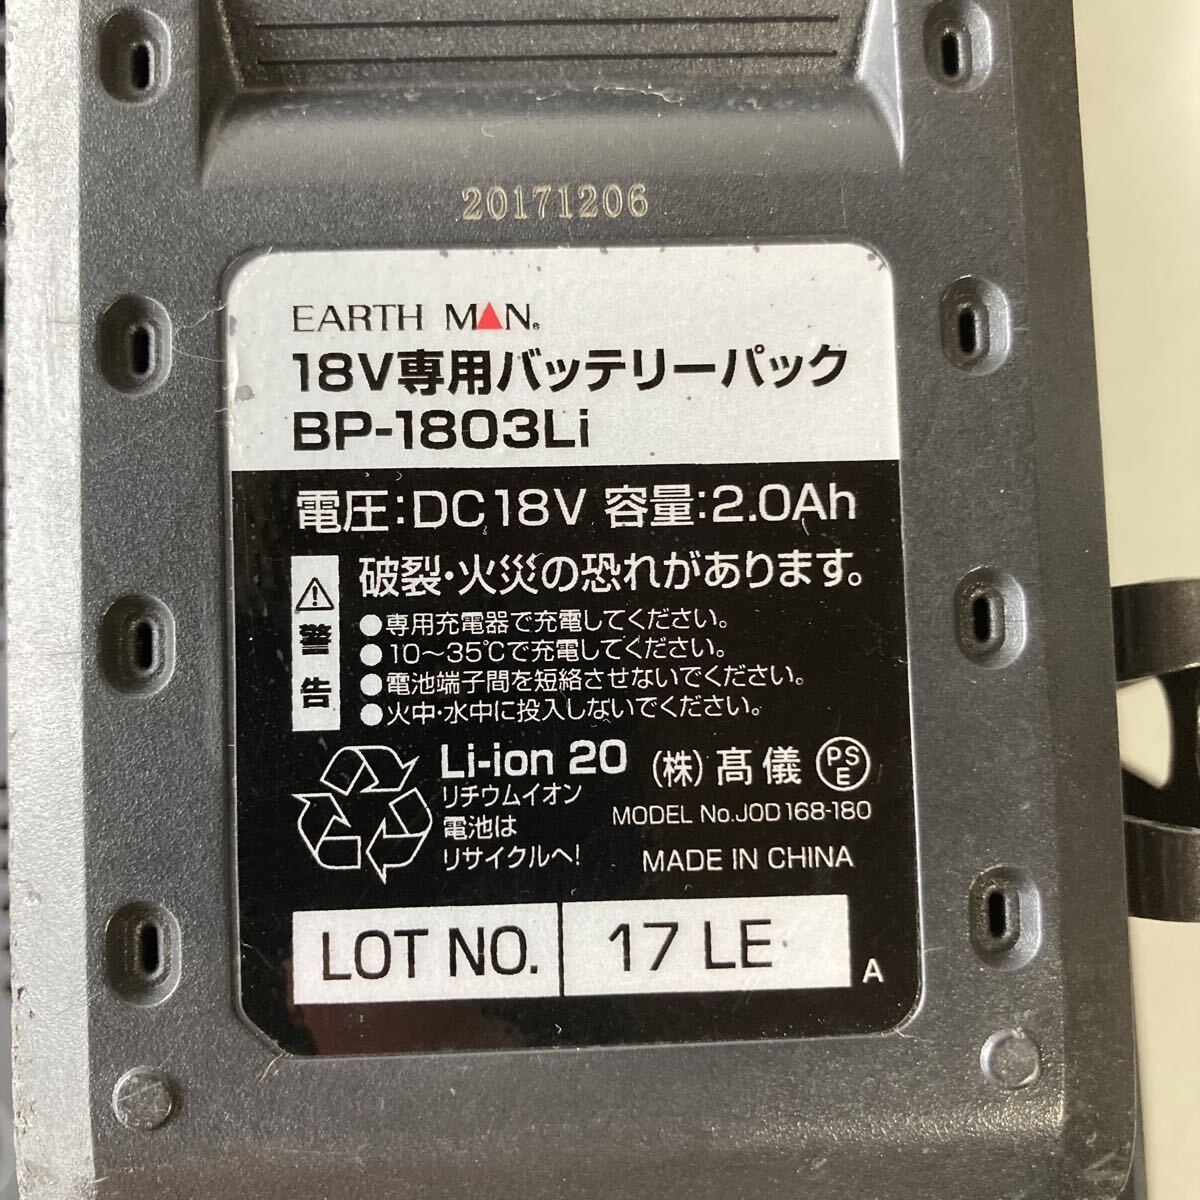 20171206
EARTH MAN®
18V専用バッテリーパック
BP-1803Li
電圧:DC18V 容量:2.0Ah
破裂・火災の恐れがあります。
警告
●専用充電器で充電してください。
●10～35℃で充電してください。
●電池端子間を短絡させないでください。
●火中・水中に投入しないでください。
Li-ion 20 (株)髙儀 PSE
リチウムイオン
電池は
リサイクルへ!
MODEL No.JOD168-180
MADE IN CHINA
LOT NO. 17 LE
A